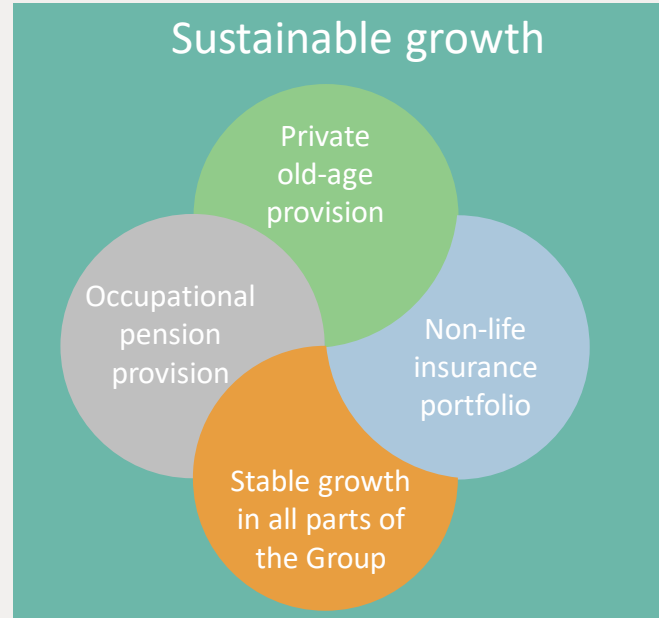 Sustainable growth
Private
old-age
provision
Occupational
pension
provision
Non-life
insurance
portfolio
Stable growth
in all parts of
the Group